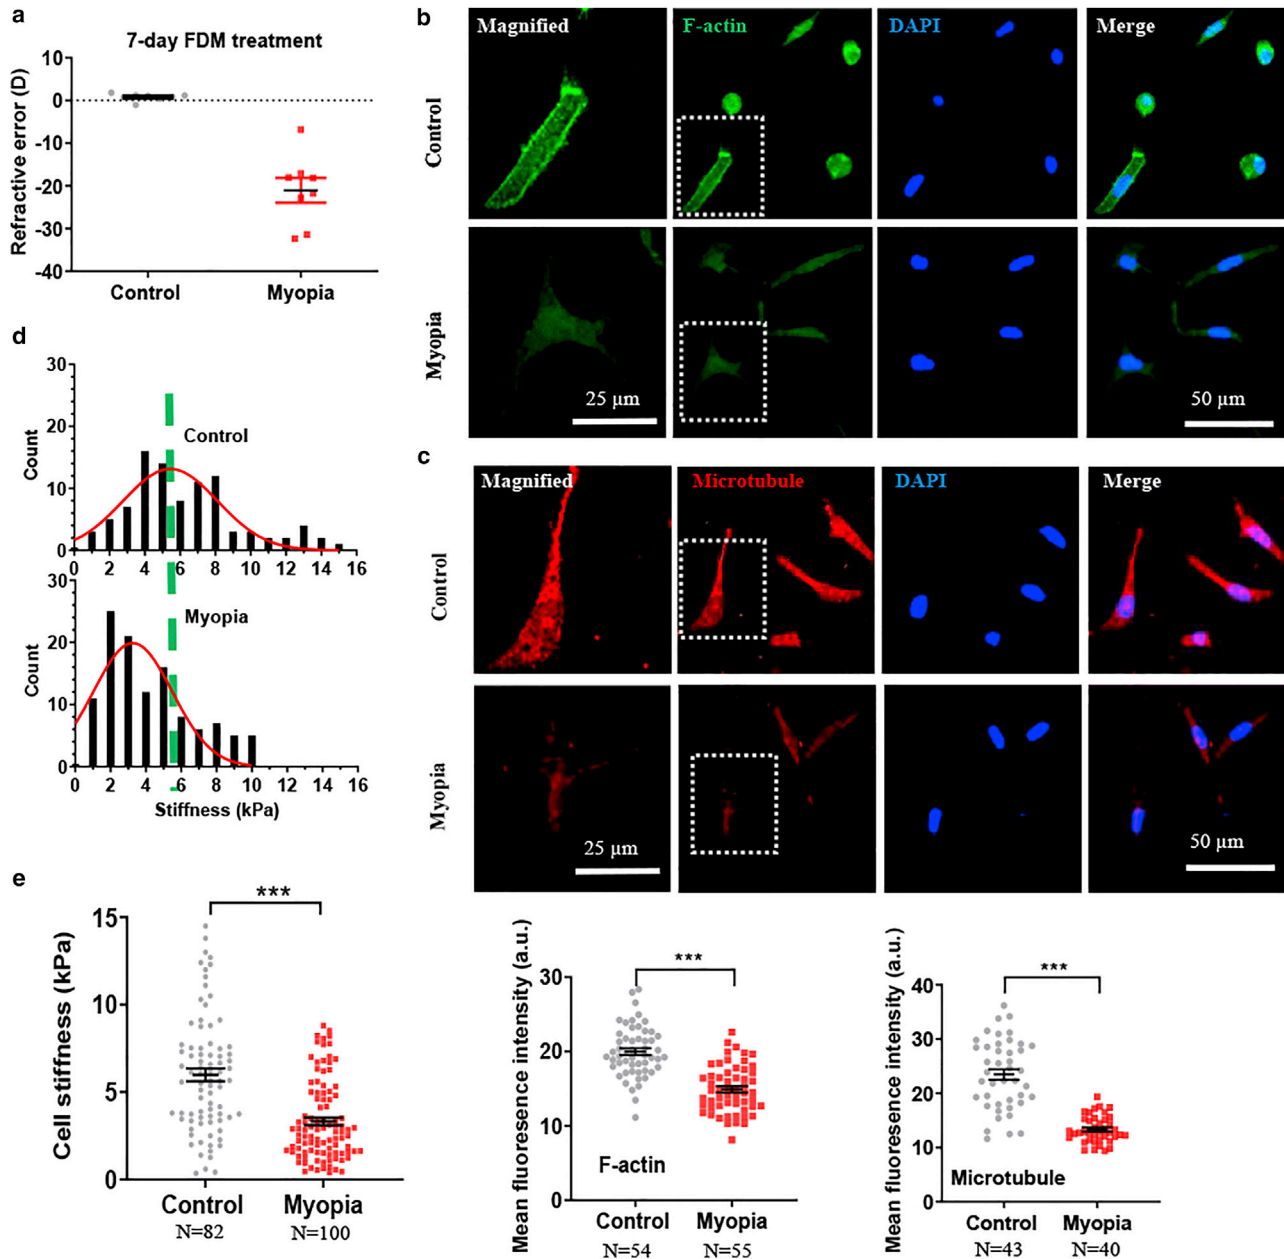 a
7-day FDM treatment
Refractive error (D)
10
0
-10
-20
-30
-40
Control
Myopia
b
Magnified
F-actin
DAPI
Merge
Control
Myopia
25 μm
50 μm
c
Magnified
Microtubule
DAPI
Merge
Control
Myopia
25 μm
50 μm
d
Count
30
20
10
0
Control
0 2 4 6 8 10 12 14 16
Count
30
20
10
0
Myopia
0 2 4 6 8 10 12 14 16
Stiffness (kPa)
e
Cell stiffness (kPa)
15
10
5
0
***
Control
Myopia
N=82
N=100
Mean fluoresence intensity (a.u.)
30
20
10
0
***
F-actin
Control
Myopia
N=54
N=55
Mean fluoresence intensity (a.u.)
40
30
20
10
0
***
Microtubule
Control
Myopia
N=43
N=40